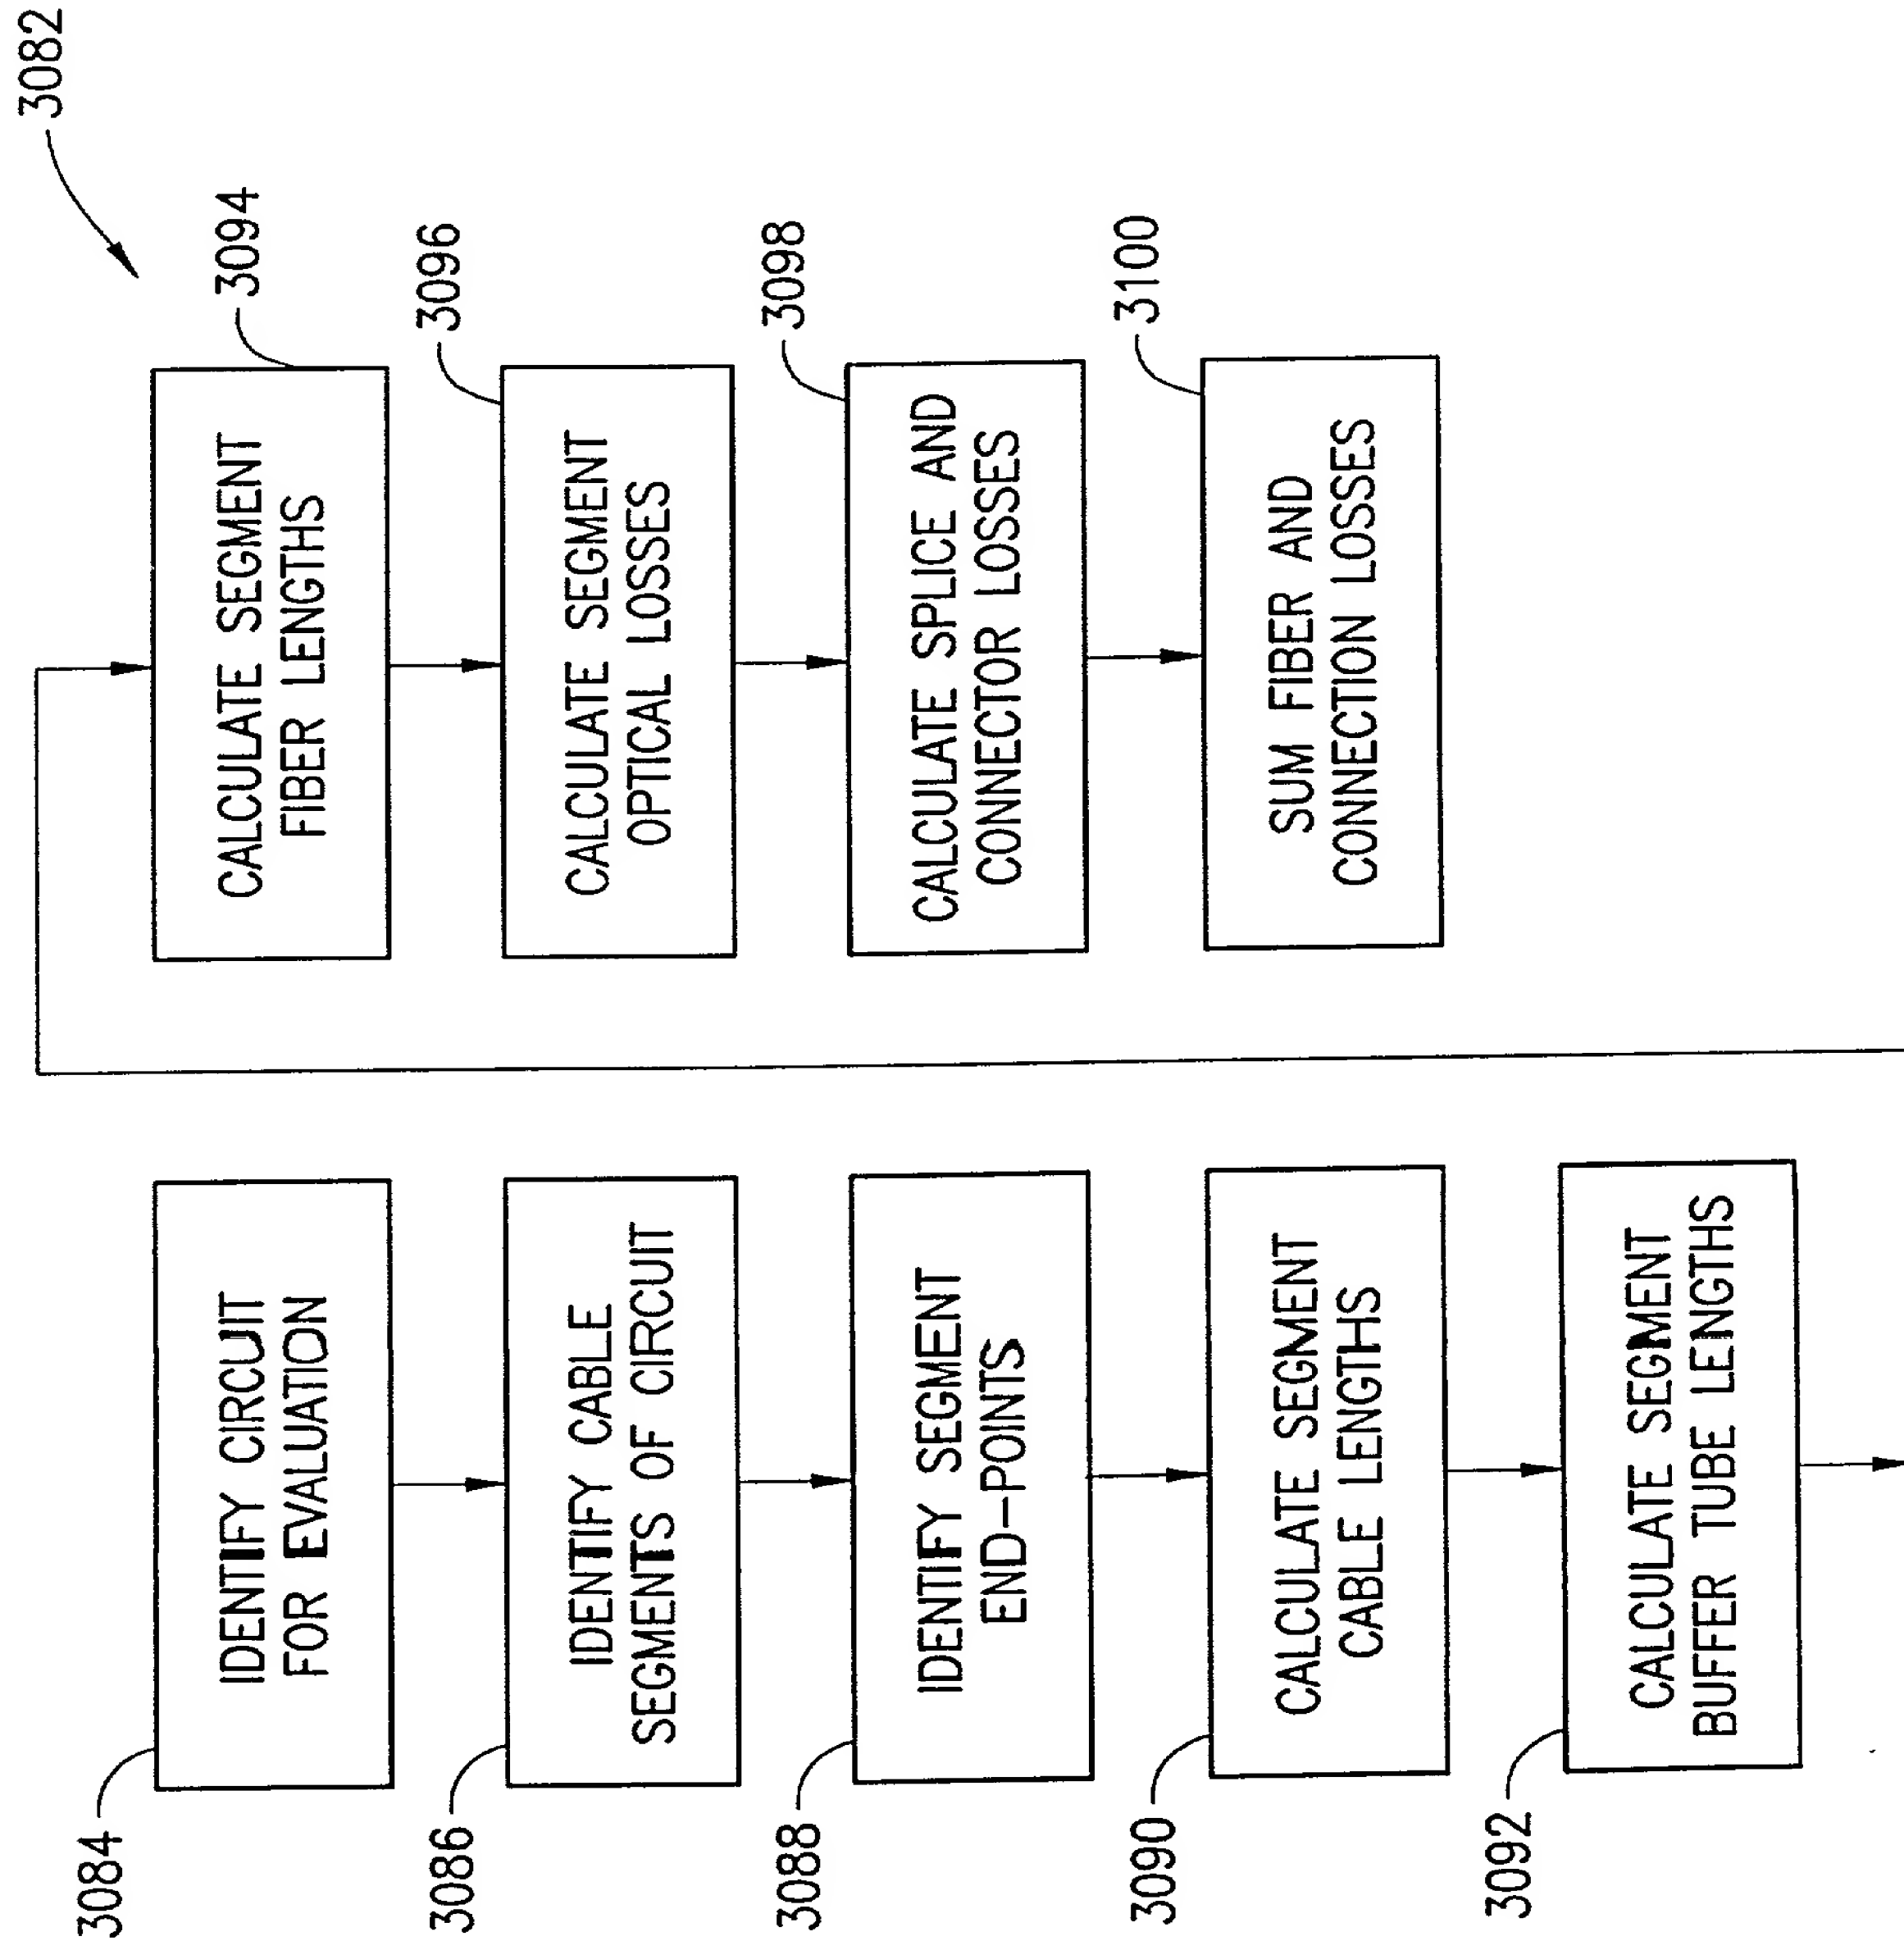 3082
3084
IDENTIFY CIRCUIT
FOR EVALUATION
3086
IDENTIFY CABLE
SEGMENTS OF CIRCUIT
3088
IDENTIFY SEGMENT
END-POINTS
3090
CALCULATE SEGMENT
CABLE LENGTHS
3092
CALCULATE SEGMENT
BUFFER TUBE LENGTHS
3094
CALCULATE SEGMENT
FIBER LENGTHS
3096
CALCULATE SEGMENT
OPTICAL LOSSES
3098
CALCULATE SPLICE AND
CONNECTOR LOSSES
3100
SUM FIBER AND
CONNECTION LOSSES